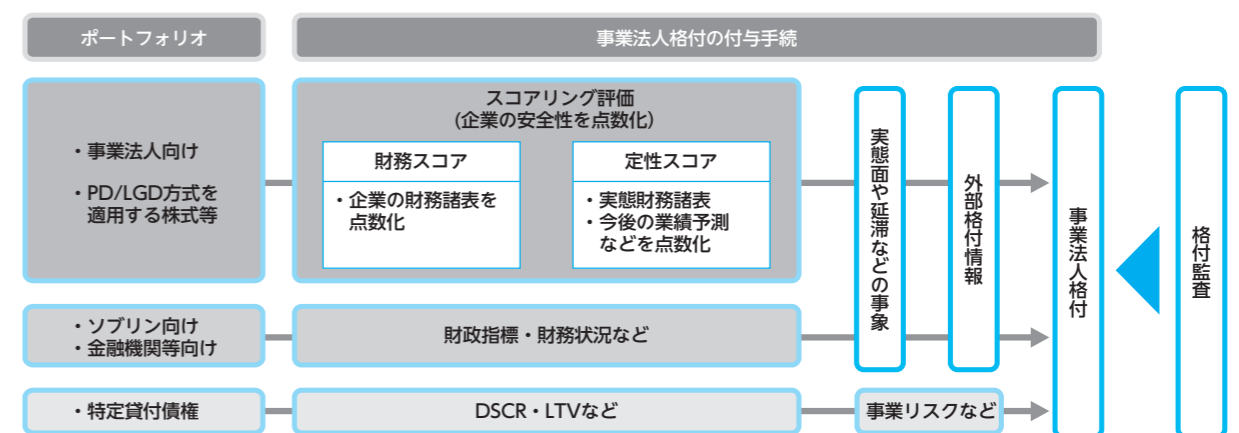 ポートフォリオ
事業法人格付の付与手続
・事業法人向け
・PD/LGD方式を
適用する株式等
スコアリング評価
(企業の安全性を点数化)
財務スコア
・企業の財務諸表を
点数化
定性スコア
・実態財務諸表
・今後の業績予測
などを点数化
実態面や延滞などの事象
外部格付情報
事業法人格付
格付監査
・ソブリン向け
・金融機関等向け
財政指標・財務状況など
・特定貸付債権
DSCR・LTVなど
事業リスクなど